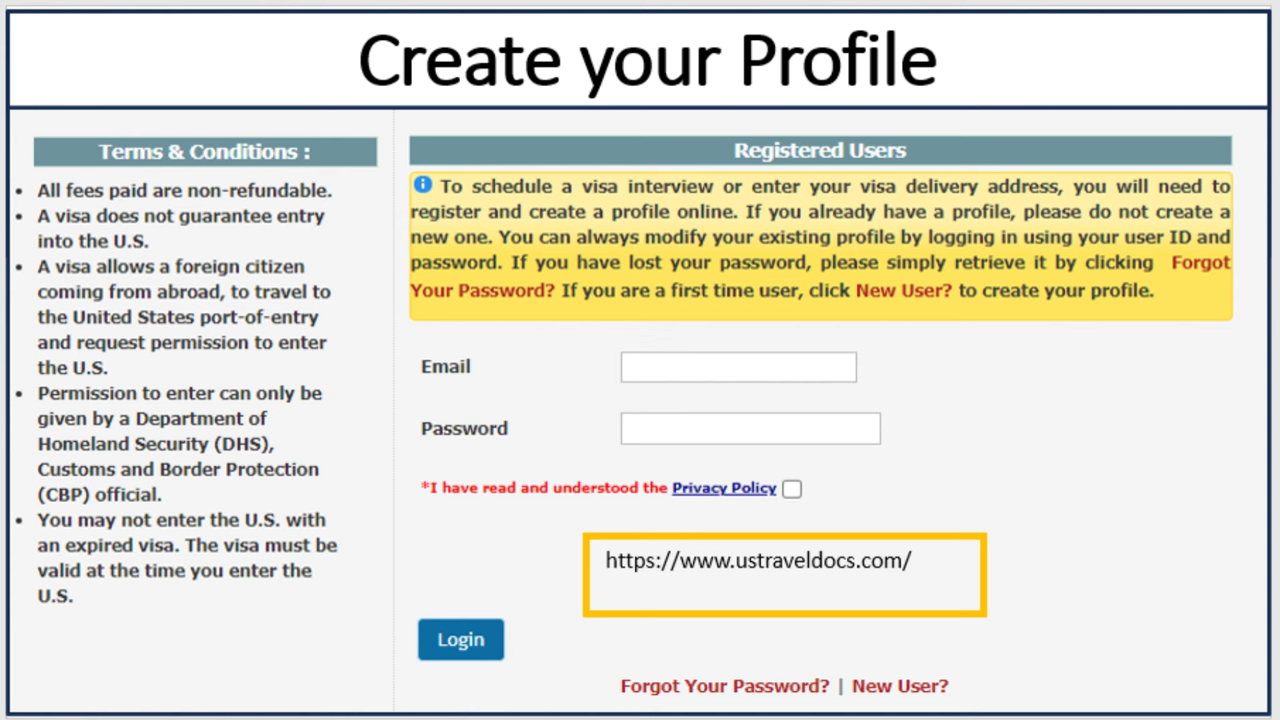 Create your Profile
Terms & Conditions :
• All fees paid are non-refundable.
• A visa does not guarantee entry
into the U.S.
• A visa allows a foreign citizen
coming from abroad, to travel to
the United States port-of-entry
and request permission to enter
the U.S.
• Permission to enter can only be
given by a Department of
Homeland Security (DHS),
Customs and Border Protection
(CBP) official.
• You may not enter the U.S. with
an expired visa. The visa must be
valid at the time you enter the
U.S.
Registered Users
To schedule a visa interview or enter your visa delivery address, you will need to
register and create a profile online. If you already have a profile, please do not create a
new one. You can always modify your existing profile by logging in using your user ID and
password. If you have lost your password, please simply retrieve it by clicking Forgot
Your Password? If you are a first time user, click New User? to create your profile.
Email
Password
*I have read and understood the Privacy Policy
https://www.ustraveldocs.com/
Login
Forgot Your Password? | New User?